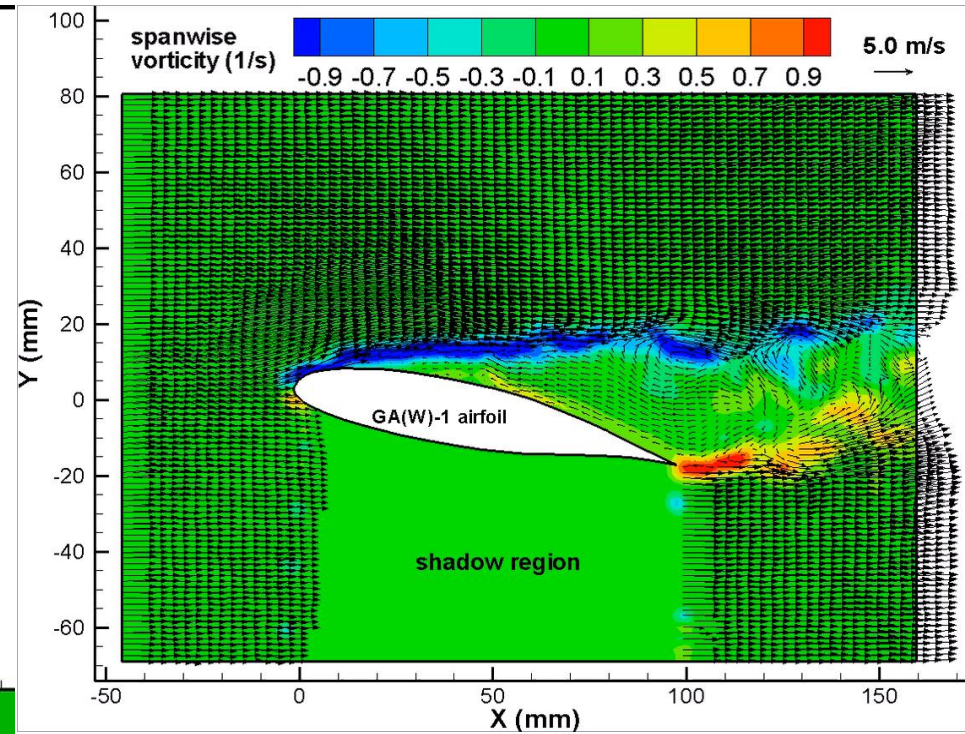 100
spanwise
vorticity (1/s)
5.0 m/s
-0.9 -0.7 -0.5 -0.3 -0.1 0.1 0.3 0.5 0.7 0.9
80
60
40
20
0
-20
-40
-60
Y (mm)
GA(W)-1 airfoil
shadow region
-50 0 50 100 150
X (mm)